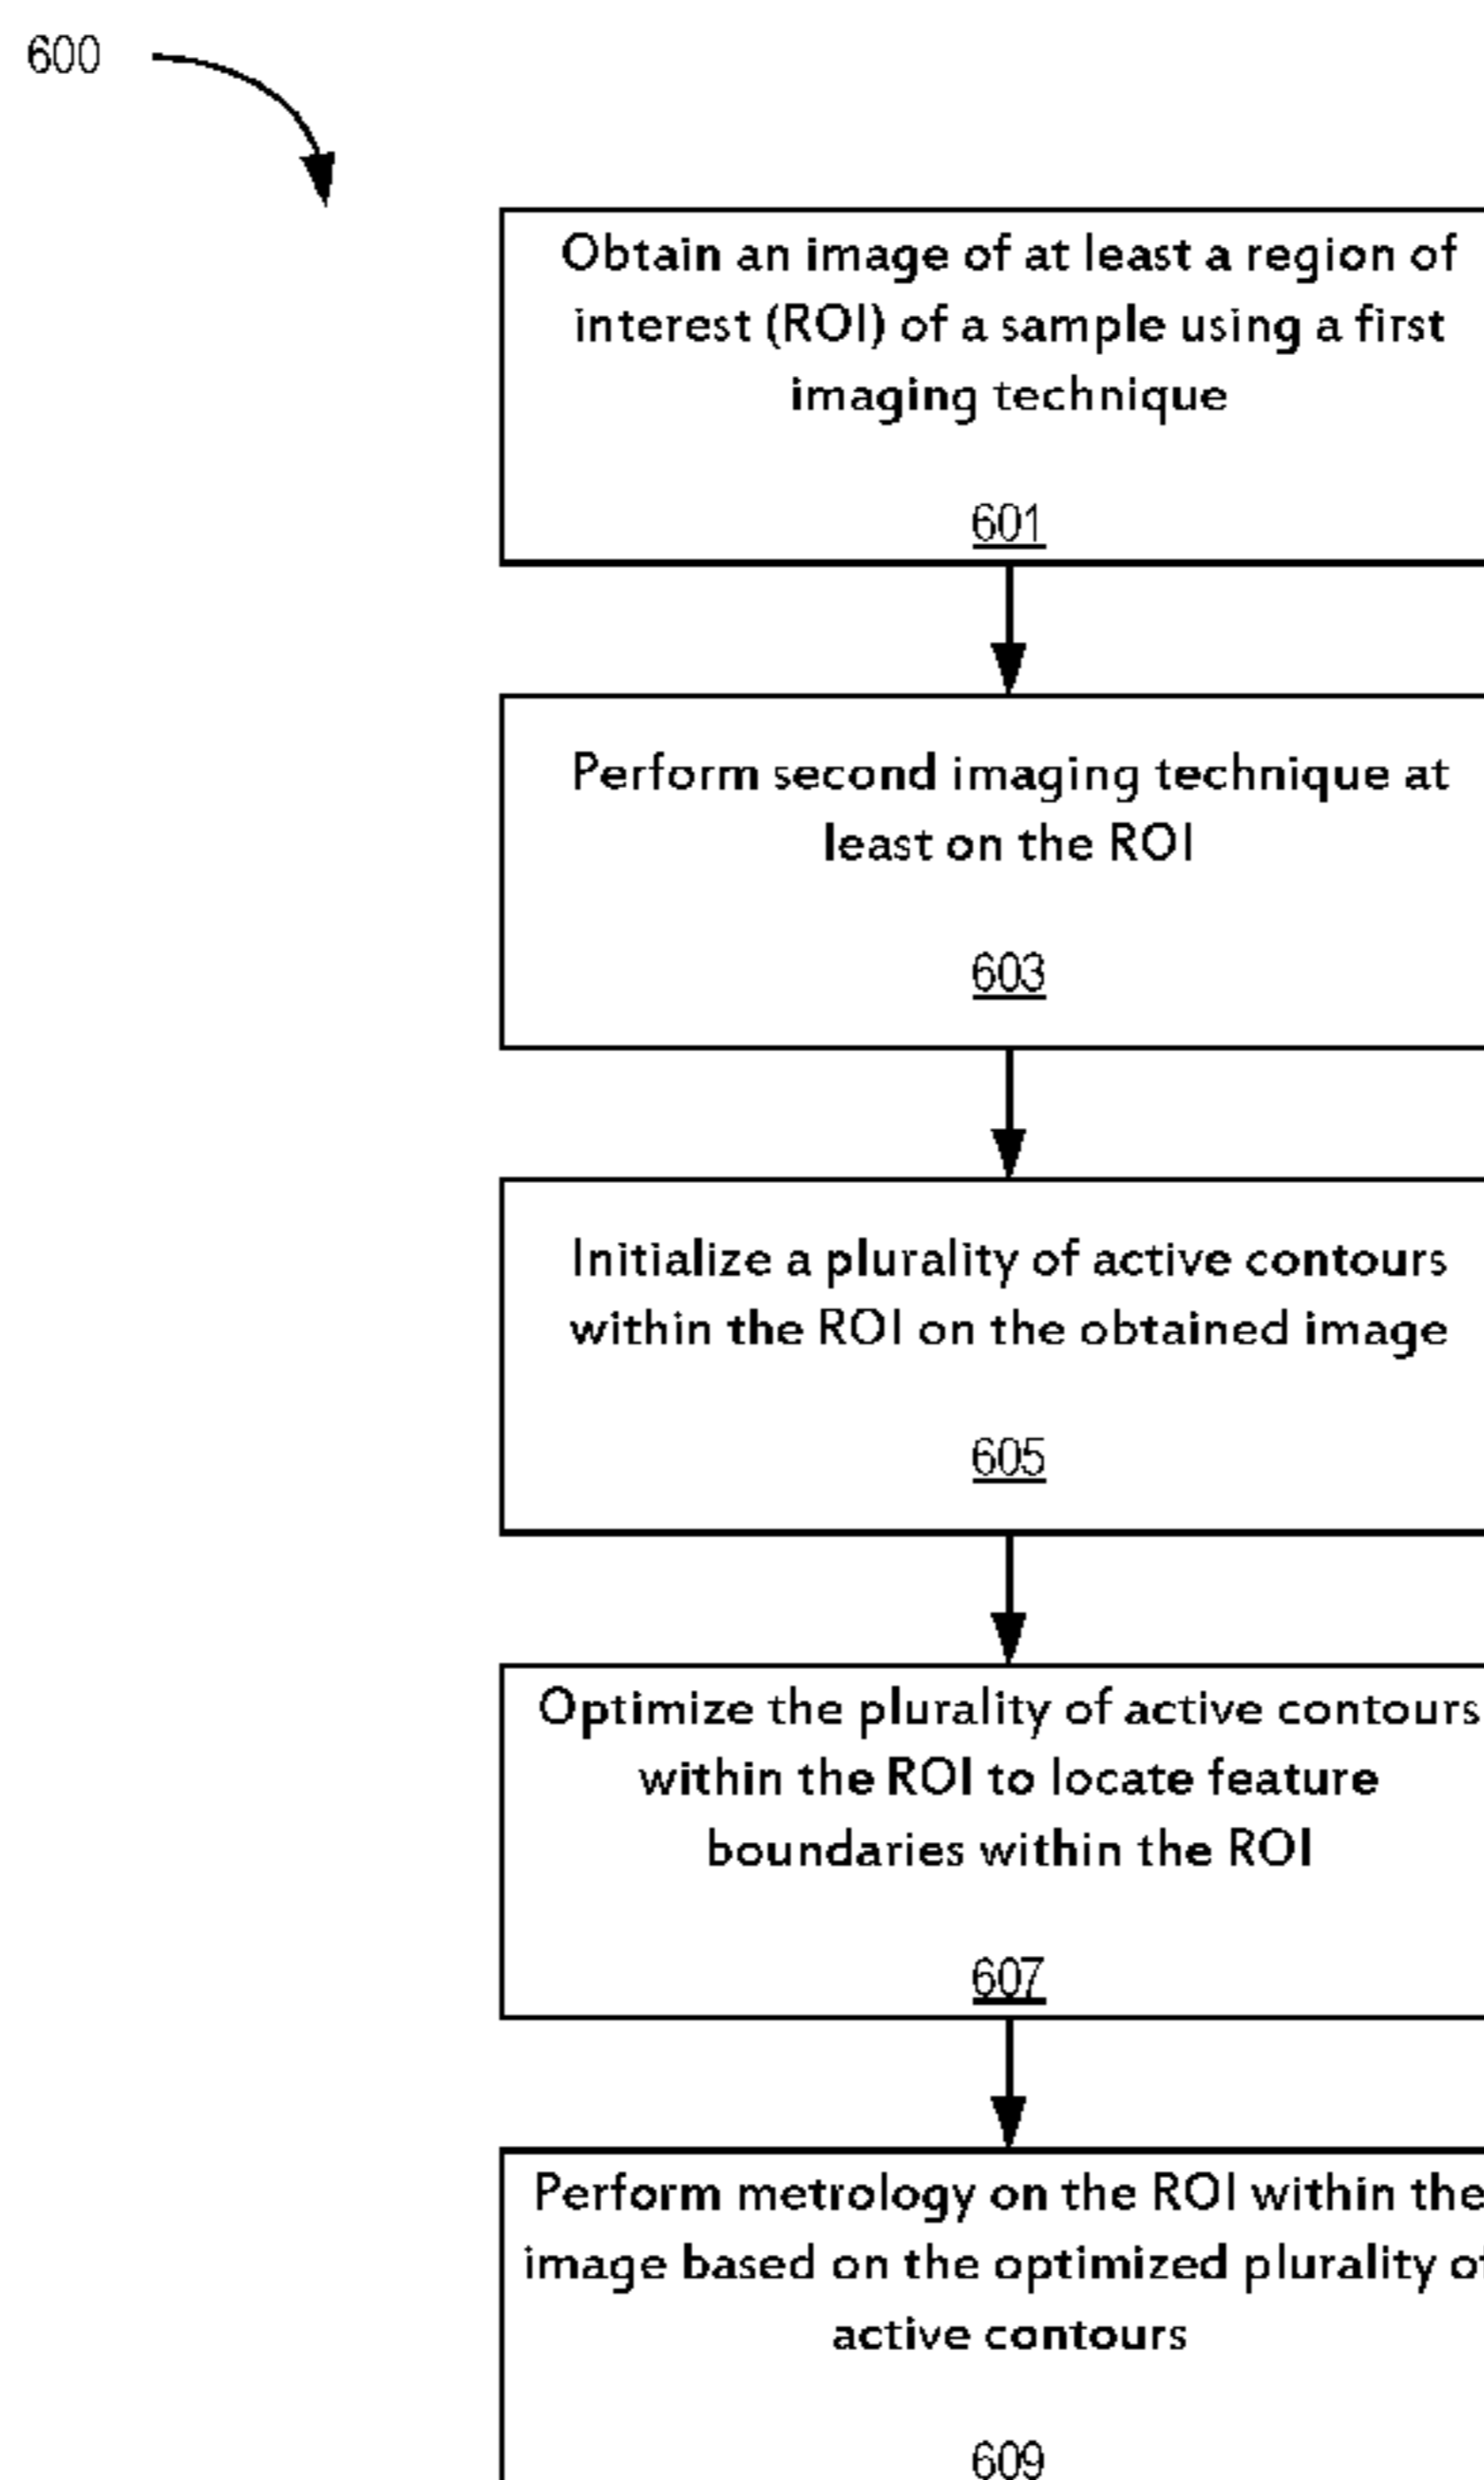 600
Obtain an image of at least a region of
interest (ROI) of a sample using a first
imaging technique
601
Perform second imaging technique at
least on the ROI
603
Initialize a plurality of active contours
within the ROI on the obtained image
605
Optimize the plurality of active contours
within the ROI to locate feature
boundaries within the ROI
607
Perform metrology on the ROI within the
image based on the optimized plurality of
active contours
609